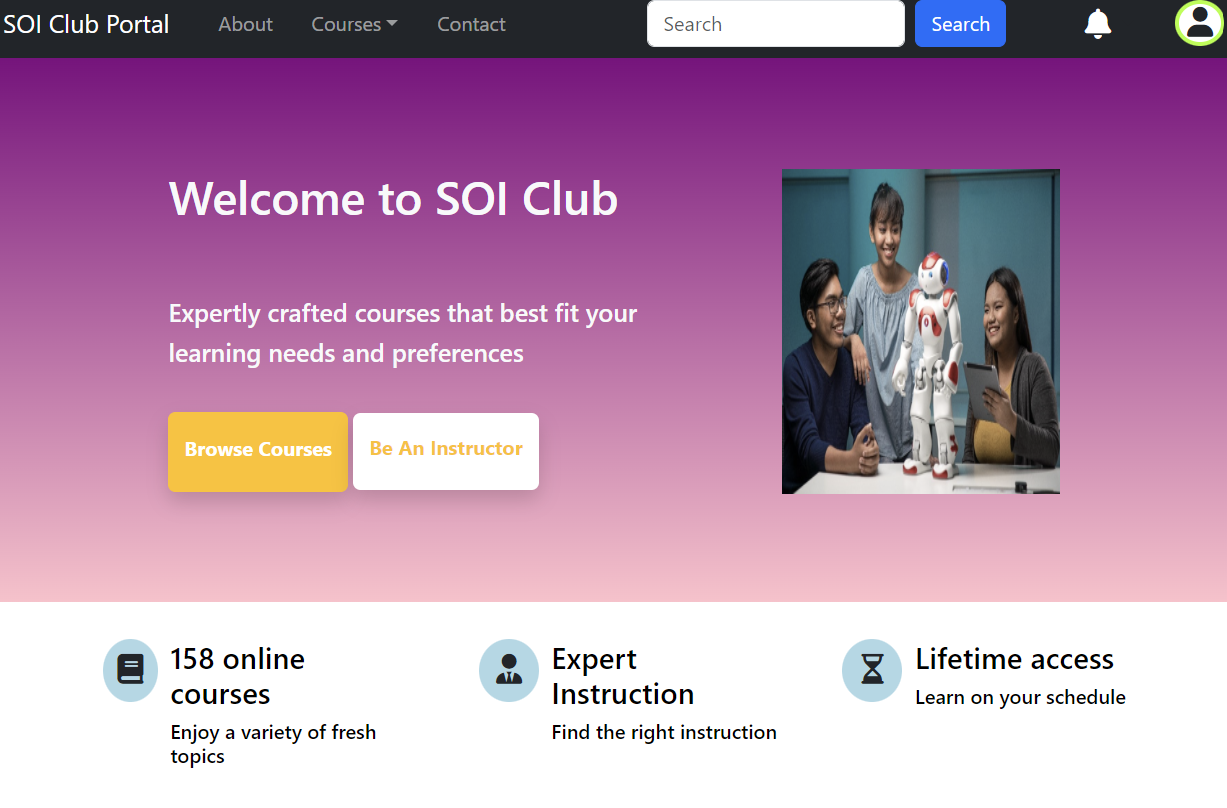 SOI Club Portal About Courses Contact Search Search
Welcome to SOI Club
Expertly crafted courses that best fit your
learning needs and preferences
Browse Courses Be An Instructor
158 online
courses
Enjoy a variety of fresh
topics
Expert
Instruction
Find the right instruction
Lifetime access
Learn on your schedule